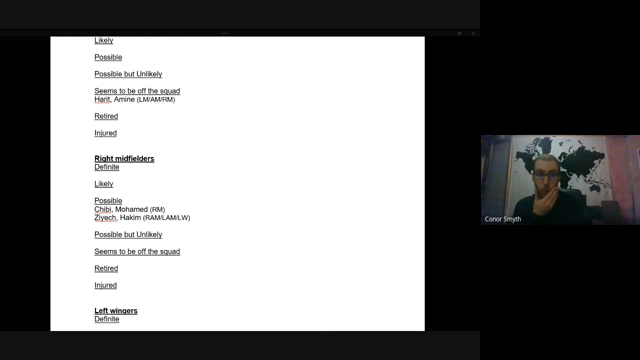 Likely
Possible
Possible but Unlikely
Seems to be off the squad
Harit, Amine (LM/AM/RM)
Retired
Injured
Right midfielders
Definite
Likely
Possible
Chibi, Mohamed (RM)
Ziyech, Hakim (RAM/LAM/LW)
Possible but Unlikely
Seems to be off the squad
Retired
Injured
Left wingers
Definite
Conor Smyth